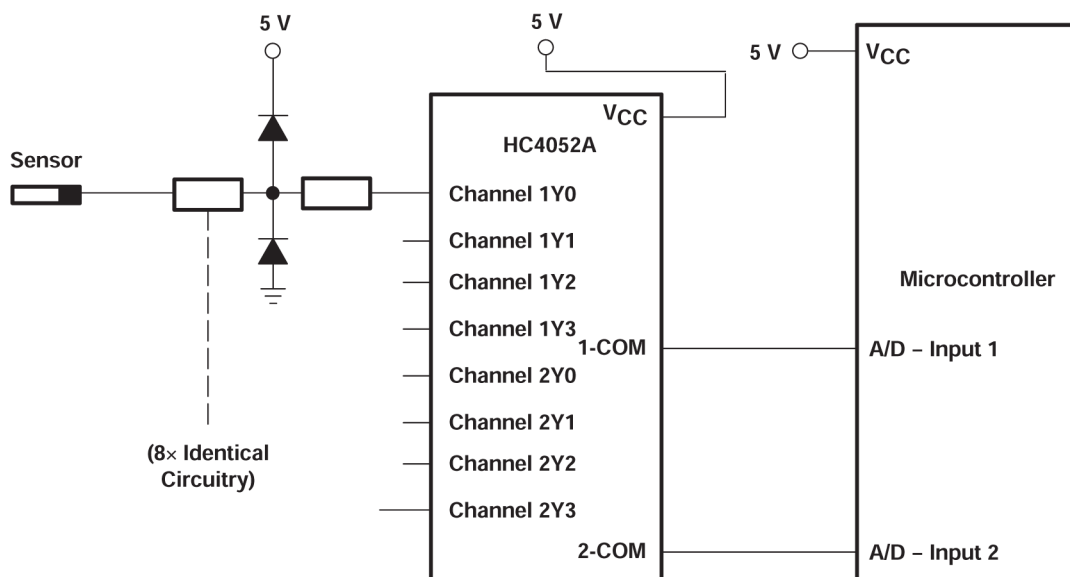 5 V
5 V
5 V
VCC
VCC
HC4052A
Sensor
Channel 1Y0
Channel 1Y1
Channel 1Y2
Microcontroller
Channel 1Y3
1-COM
A/D – Input 1
Channel 2Y0
Channel 2Y1
(8× Identical
Circuitry)
Channel 2Y2
Channel 2Y3
2-COM
A/D – Input 2